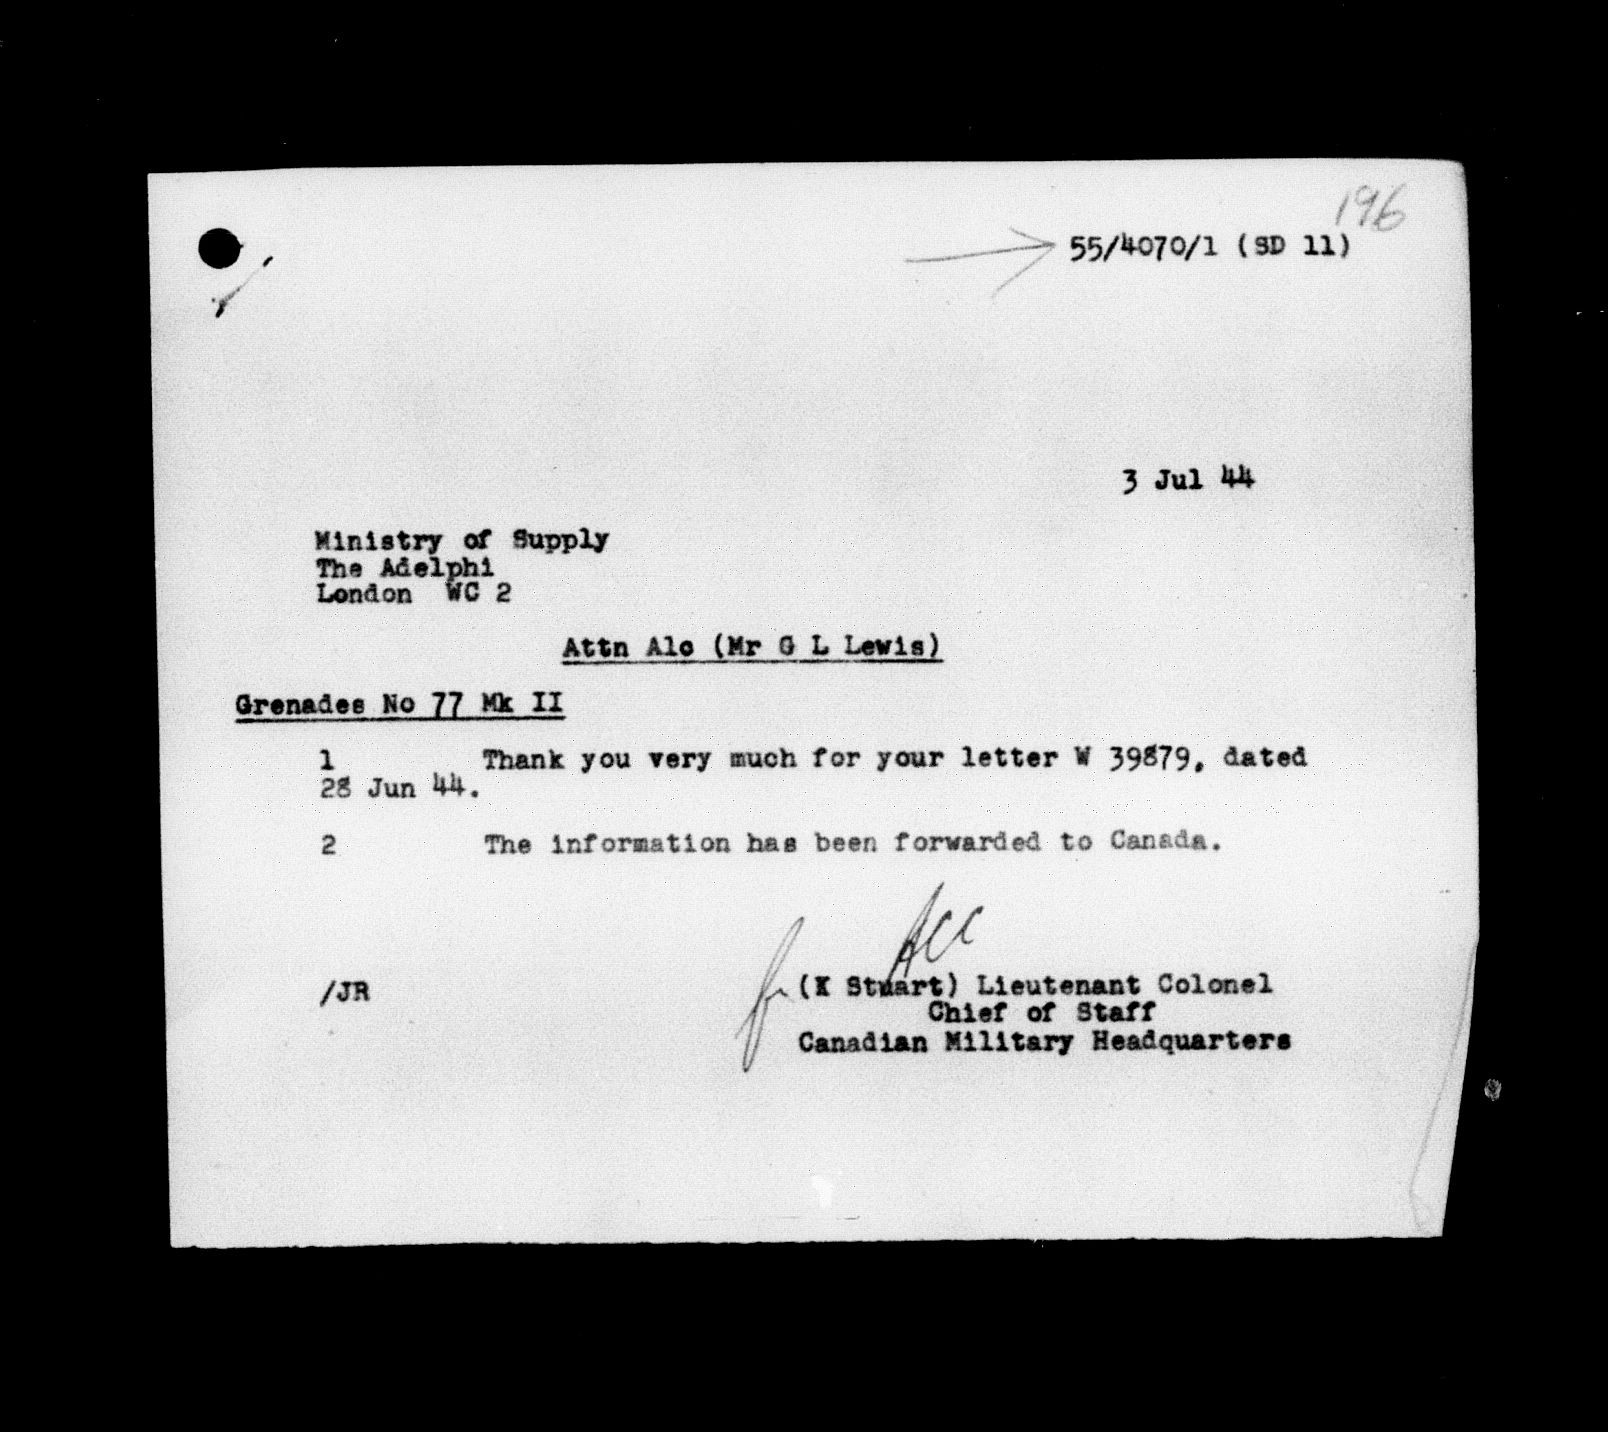 196
55/4070/1 (SD 11)
3 Jul 44
Ministry of Supply
The Adelphi
London WC 2
Attn A1c (Mr G L Lewis)
Grenades No 77 Mk II
1 Thank you very much for your letter W 39879, dated
28 Jun 44.
2 The information has been forwarded to Canada.
/JR
for (K Stuart) Lieutenant Colonel
Chief of Staff
Canadian Military Headquarters